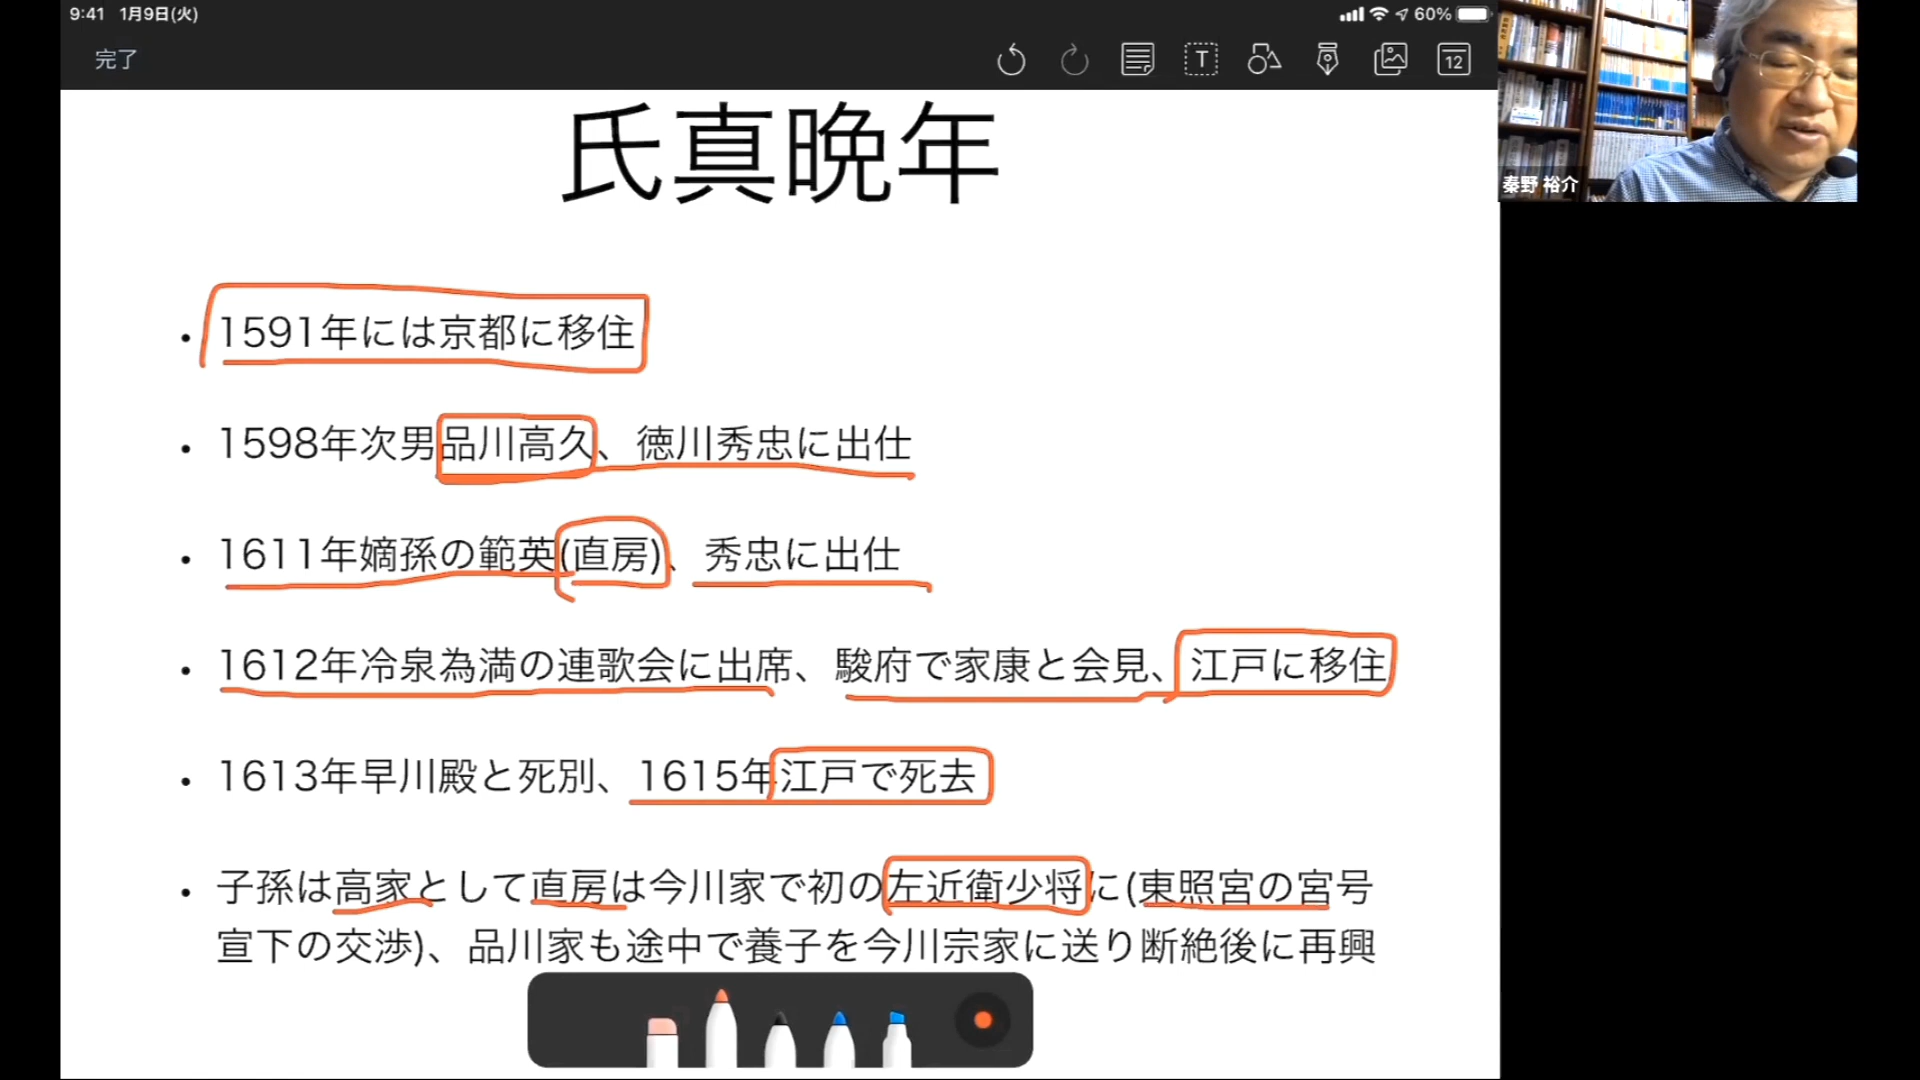 9:41 1月9日(火)
60%
完了
T
12
秦野 裕介
氏真晩年
• 1591年には京都に移住
• 1598年次男品川高久、徳川秀忠に出仕
• 1611年嫡孫の範英(直房)、秀忠に出仕
• 1612年冷泉為満の連歌会に出席、駿府で家康と会見、江戸に移住
• 1613年早川殿と死別、1615年江戸で死去
• 子孫は高家として直房は今川家で初の左近衛少将に(東照宮の宮号
宣下の交渉)、品川家も途中で養子を今川宗家に送り断絶後に再興